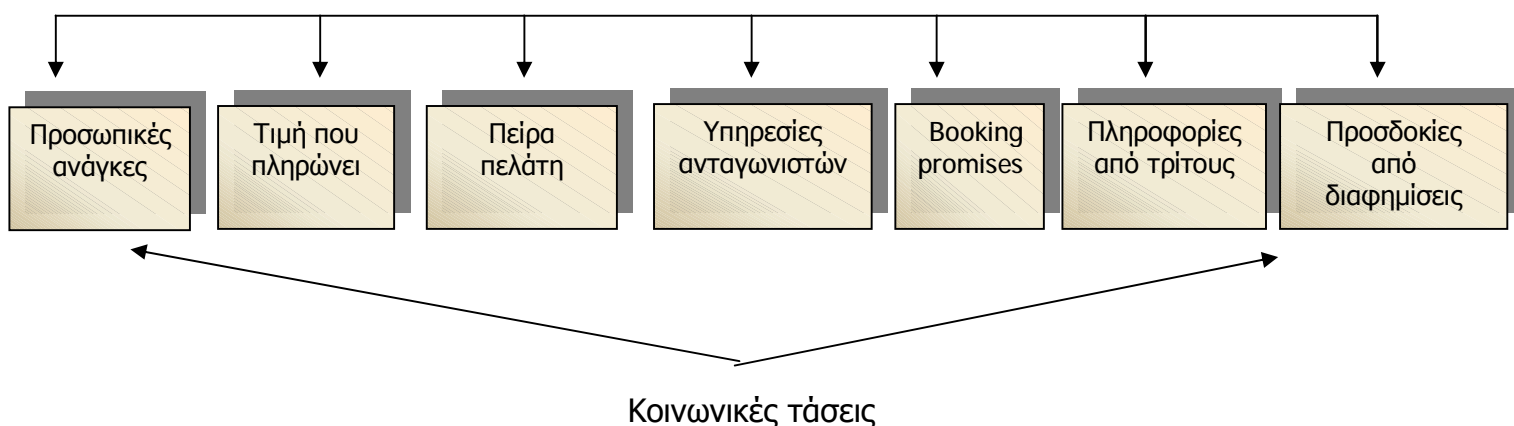 Προσωπικές
ανάγκες
Τιμή που
πληρώνει
Πείρα
πελάτη
Υπηρεσίες
ανταγωνιστών
Booking
promises
Πληροφορίες
από τρίτους
Προσδοκίες
από
διαφημίσεις
Κοινωνικές τάσεις